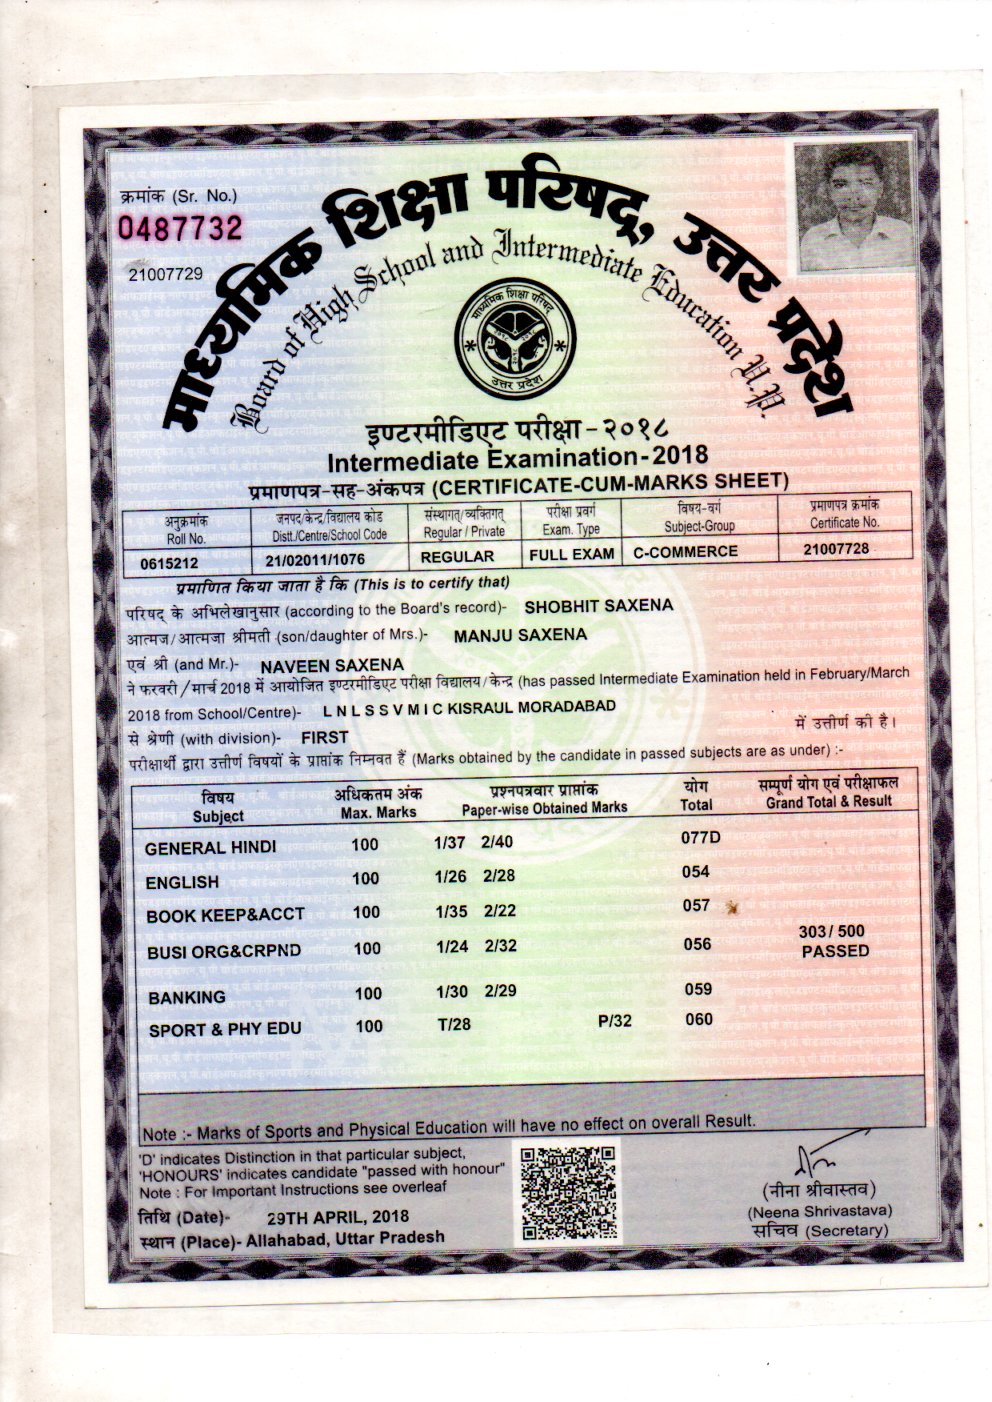 क्रमांक (Sr. No.)
0487732
21007729
माध्यमिक शिक्षा परिषद्, उत्तर प्रदेश
Board of High School and Intermediate Education U.P.
माध्यमिक शिक्षा परिषद्
उत्तर प्रदेश
इण्टरमीडिएट परीक्षा - २०१८
Intermediate Examination - 2018
प्रमाणपत्र-सह-अंकपत्र (CERTIFICATE-CUM-MARKS SHEET)
अनुक्रमांक जनपद/केन्द्र/विद्यालय कोड संस्थागत/व्यक्तिगत परीक्षा प्रवर्ग विषय-वर्ग प्रमाणपत्र क्रमांक
Roll No. Distt./Centre/School Code Regular / Private Exam. Type Subject-Group Certificate No.
0615212 21/02011/1076 REGULAR FULL EXAM C-COMMERCE 21007728
प्रमाणित किया जाता है कि (This is to certify that)
परिषद् के अभिलेखानुसार (according to the Board's record)- SHOBHIT SAXENA
आत्मज/आत्मजा श्रीमती (son/daughter of Mrs.)- MANJU SAXENA
एवं श्री (and Mr.)- NAVEEN SAXENA
ने फरवरी/मार्च 2018 में आयोजित इण्टरमीडिएट परीक्षा विद्यालय/केन्द्र (has passed Intermediate Examination held in February/March
2018 from School/Centre)- L N L S S V M I C KISRAUL MORADABAD में उत्तीर्ण की है।
से श्रेणी (with division)- FIRST
परीक्षार्थी द्वारा उत्तीर्ण विषयों के प्राप्तांक निम्नवत हैं (Marks obtained by the candidate in passed subjects are as under) :-
विषय अधिकतम अंक प्रश्नपत्रवार प्राप्तांक योग सम्पूर्ण योग एवं परीक्षाफल
Subject Max. Marks Paper-wise Obtained Marks Total Grand Total & Result
GENERAL HINDI 100 1/37 2/40 077D
ENGLISH 100 1/26 2/28 054
BOOK KEEP&ACCT 100 1/35 2/22 057
303/ 500
BUSI ORG&CRPND 100 1/24 2/32 056
PASSED
BANKING 100 1/30 2/29 059
SPORT & PHY EDU 100 T/28 P/32 060
Note :- Marks of Sports and Physical Education will have no effect on overall Result.
'D' indicates Distinction in that particular subject,
'HONOURS' indicates candidate "passed with honour"
Note : For Important Instructions see overleaf
तिथि (Date)- 29TH APRIL, 2018
स्थान (Place)- Allahabad, Uttar Pradesh
(नीना श्रीवास्तव)
(Neena Shrivastava)
सचिव (Secretary)